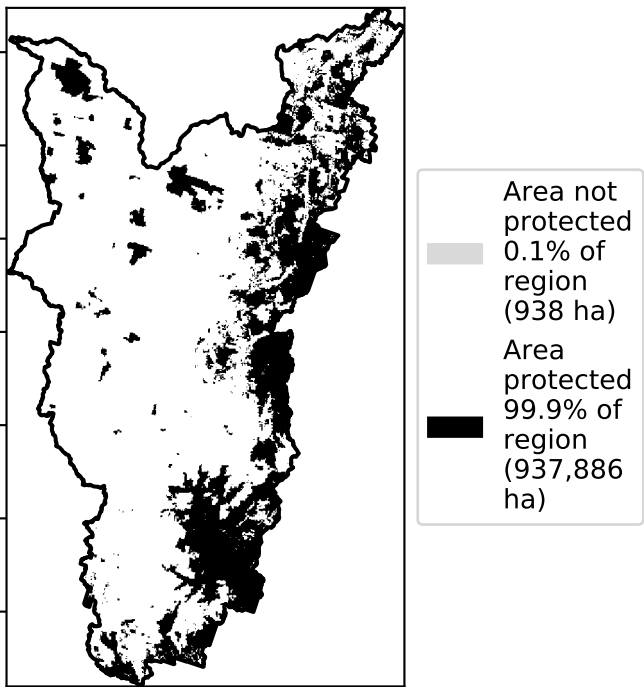 Area not
protected
0.1% of
region
(938 ha)
Area
protected
99.9% of
region
(937,886
ha)